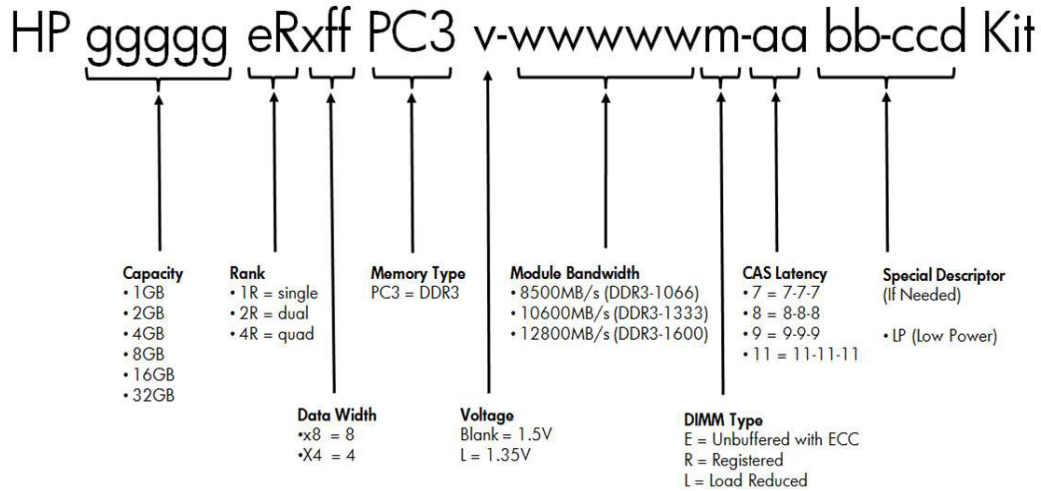 HP ggggg eRxff PC3 v-wwwwwm-aa bb-ccd Kit
Capacity
• 1GB
• 2GB
• 4GB
• 8GB
• 16GB
• 32GB
Rank
• 1R = single
• 2R = dual
• 4R = quad
Memory Type
PC3 = DDR3
Module Bandwidth
• 8500MB/s (DDR3-1066)
• 10600MB/s (DDR3-1333)
• 12800MB/s (DDR3-1600)
CAS Latency
• 7 = 7-7-7
• 8 = 8-8-8
• 9 = 9-9-9
• 11 = 11-11-11
Special Descriptor
(If Needed)
• LP (Low Power)
Data Width
•x8 = 8
•X4 = 4
Voltage
Blank = 1.5V
L = 1.35V
DIMM Type
E = Unbuffered with ECC
R = Registered
L = Load Reduced